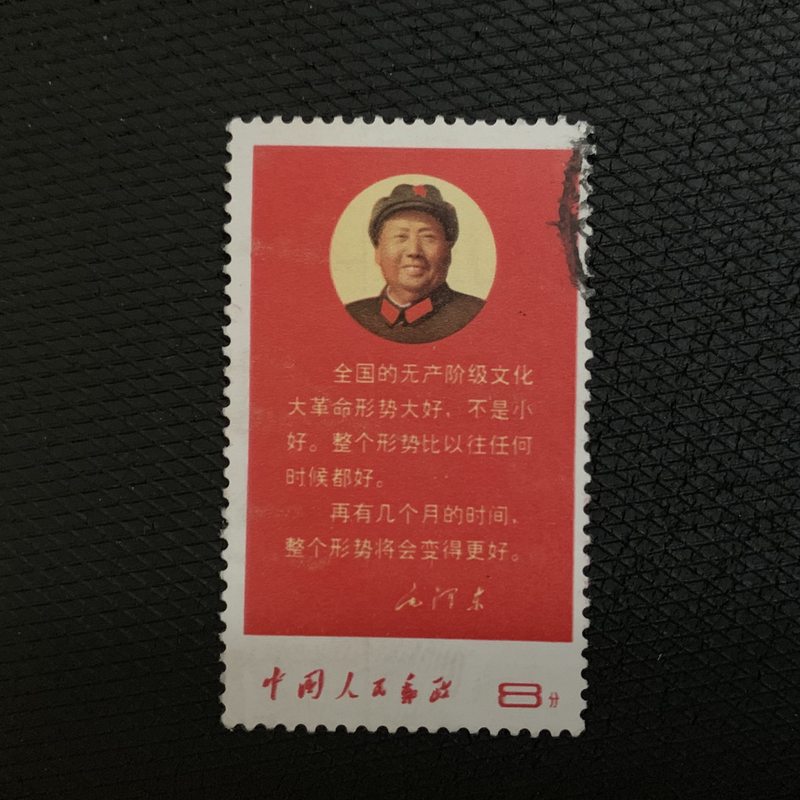 全国的无产阶级文化
大革命形势大好，不是小
好。整个形势比以往任何
时候都好。
再有几个月的时间，
整个形势将会变得更好。
毛泽东
中国人民邮政 8分